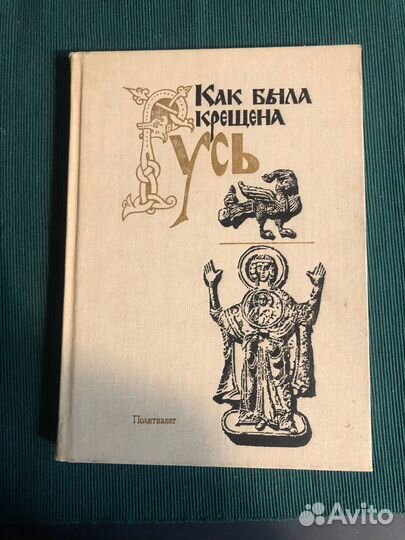 Как была
крещена
Русь
Политиздат
Avito